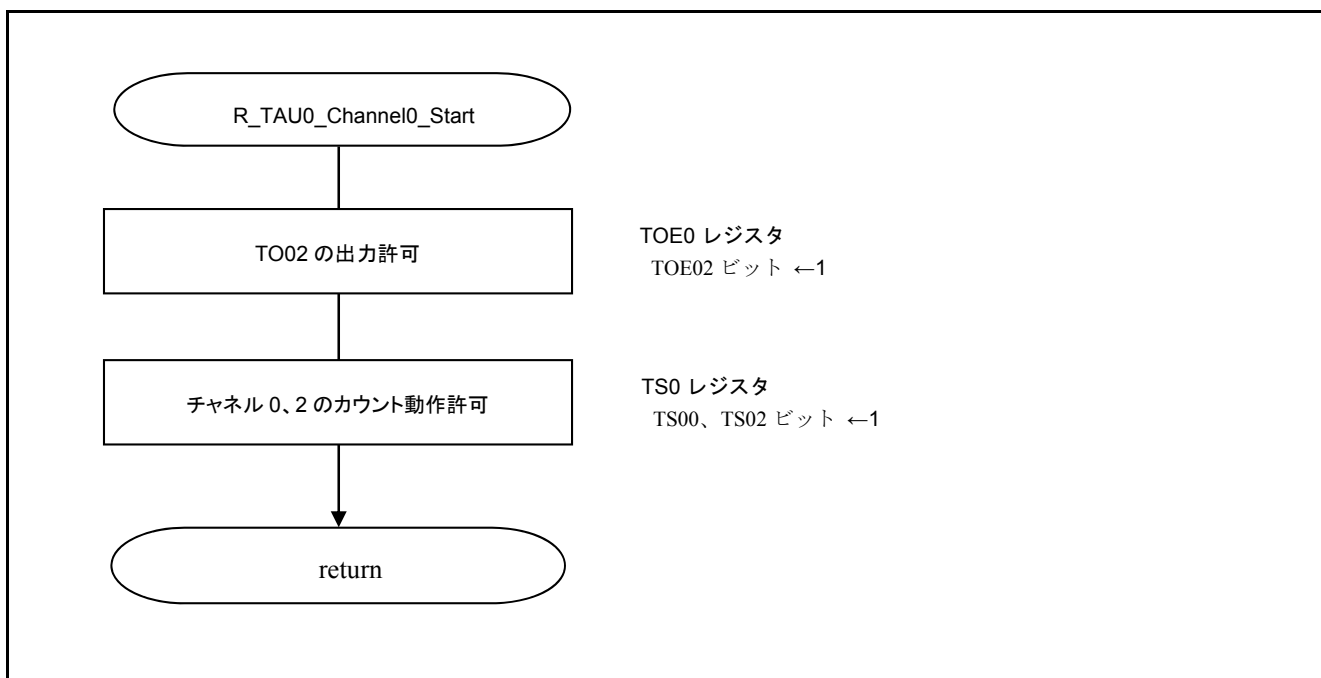 R_TAU0_Channel0_Start
TO02 の出力許可
TOE0 レジスタ
TOE02 ビット ←1
チャネル 0、2 のカウント動作許可
TS0 レジスタ
TS00、TS02 ビット ←1
return